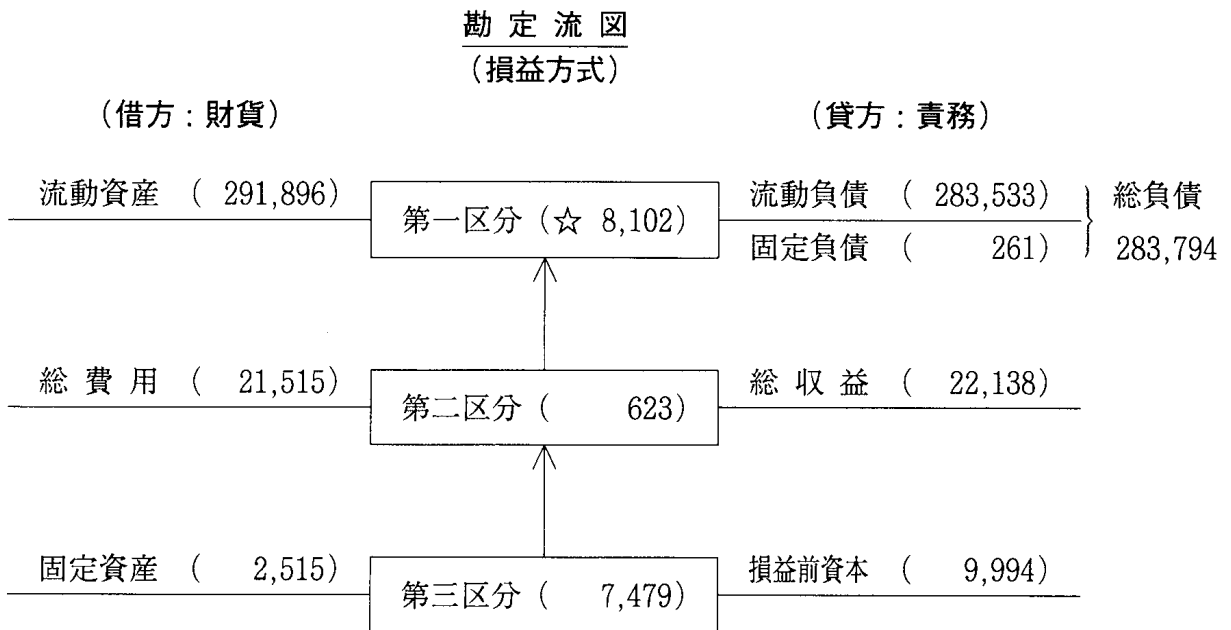 勘定流図
(損益方式)
(借方：財貨) (貸方：責務)
流動資産 ( 291,896) 第一区分 (☆ 8,102) 流動負債 ( 283,533) 総負債
固定負債 ( 261) 283,794
総費用 ( 21,515) 第二区分 ( 623) 総収益 ( 22,138)
固定資産 ( 2,515) 第三区分 ( 7,479) 損益前資本 ( 9,994)